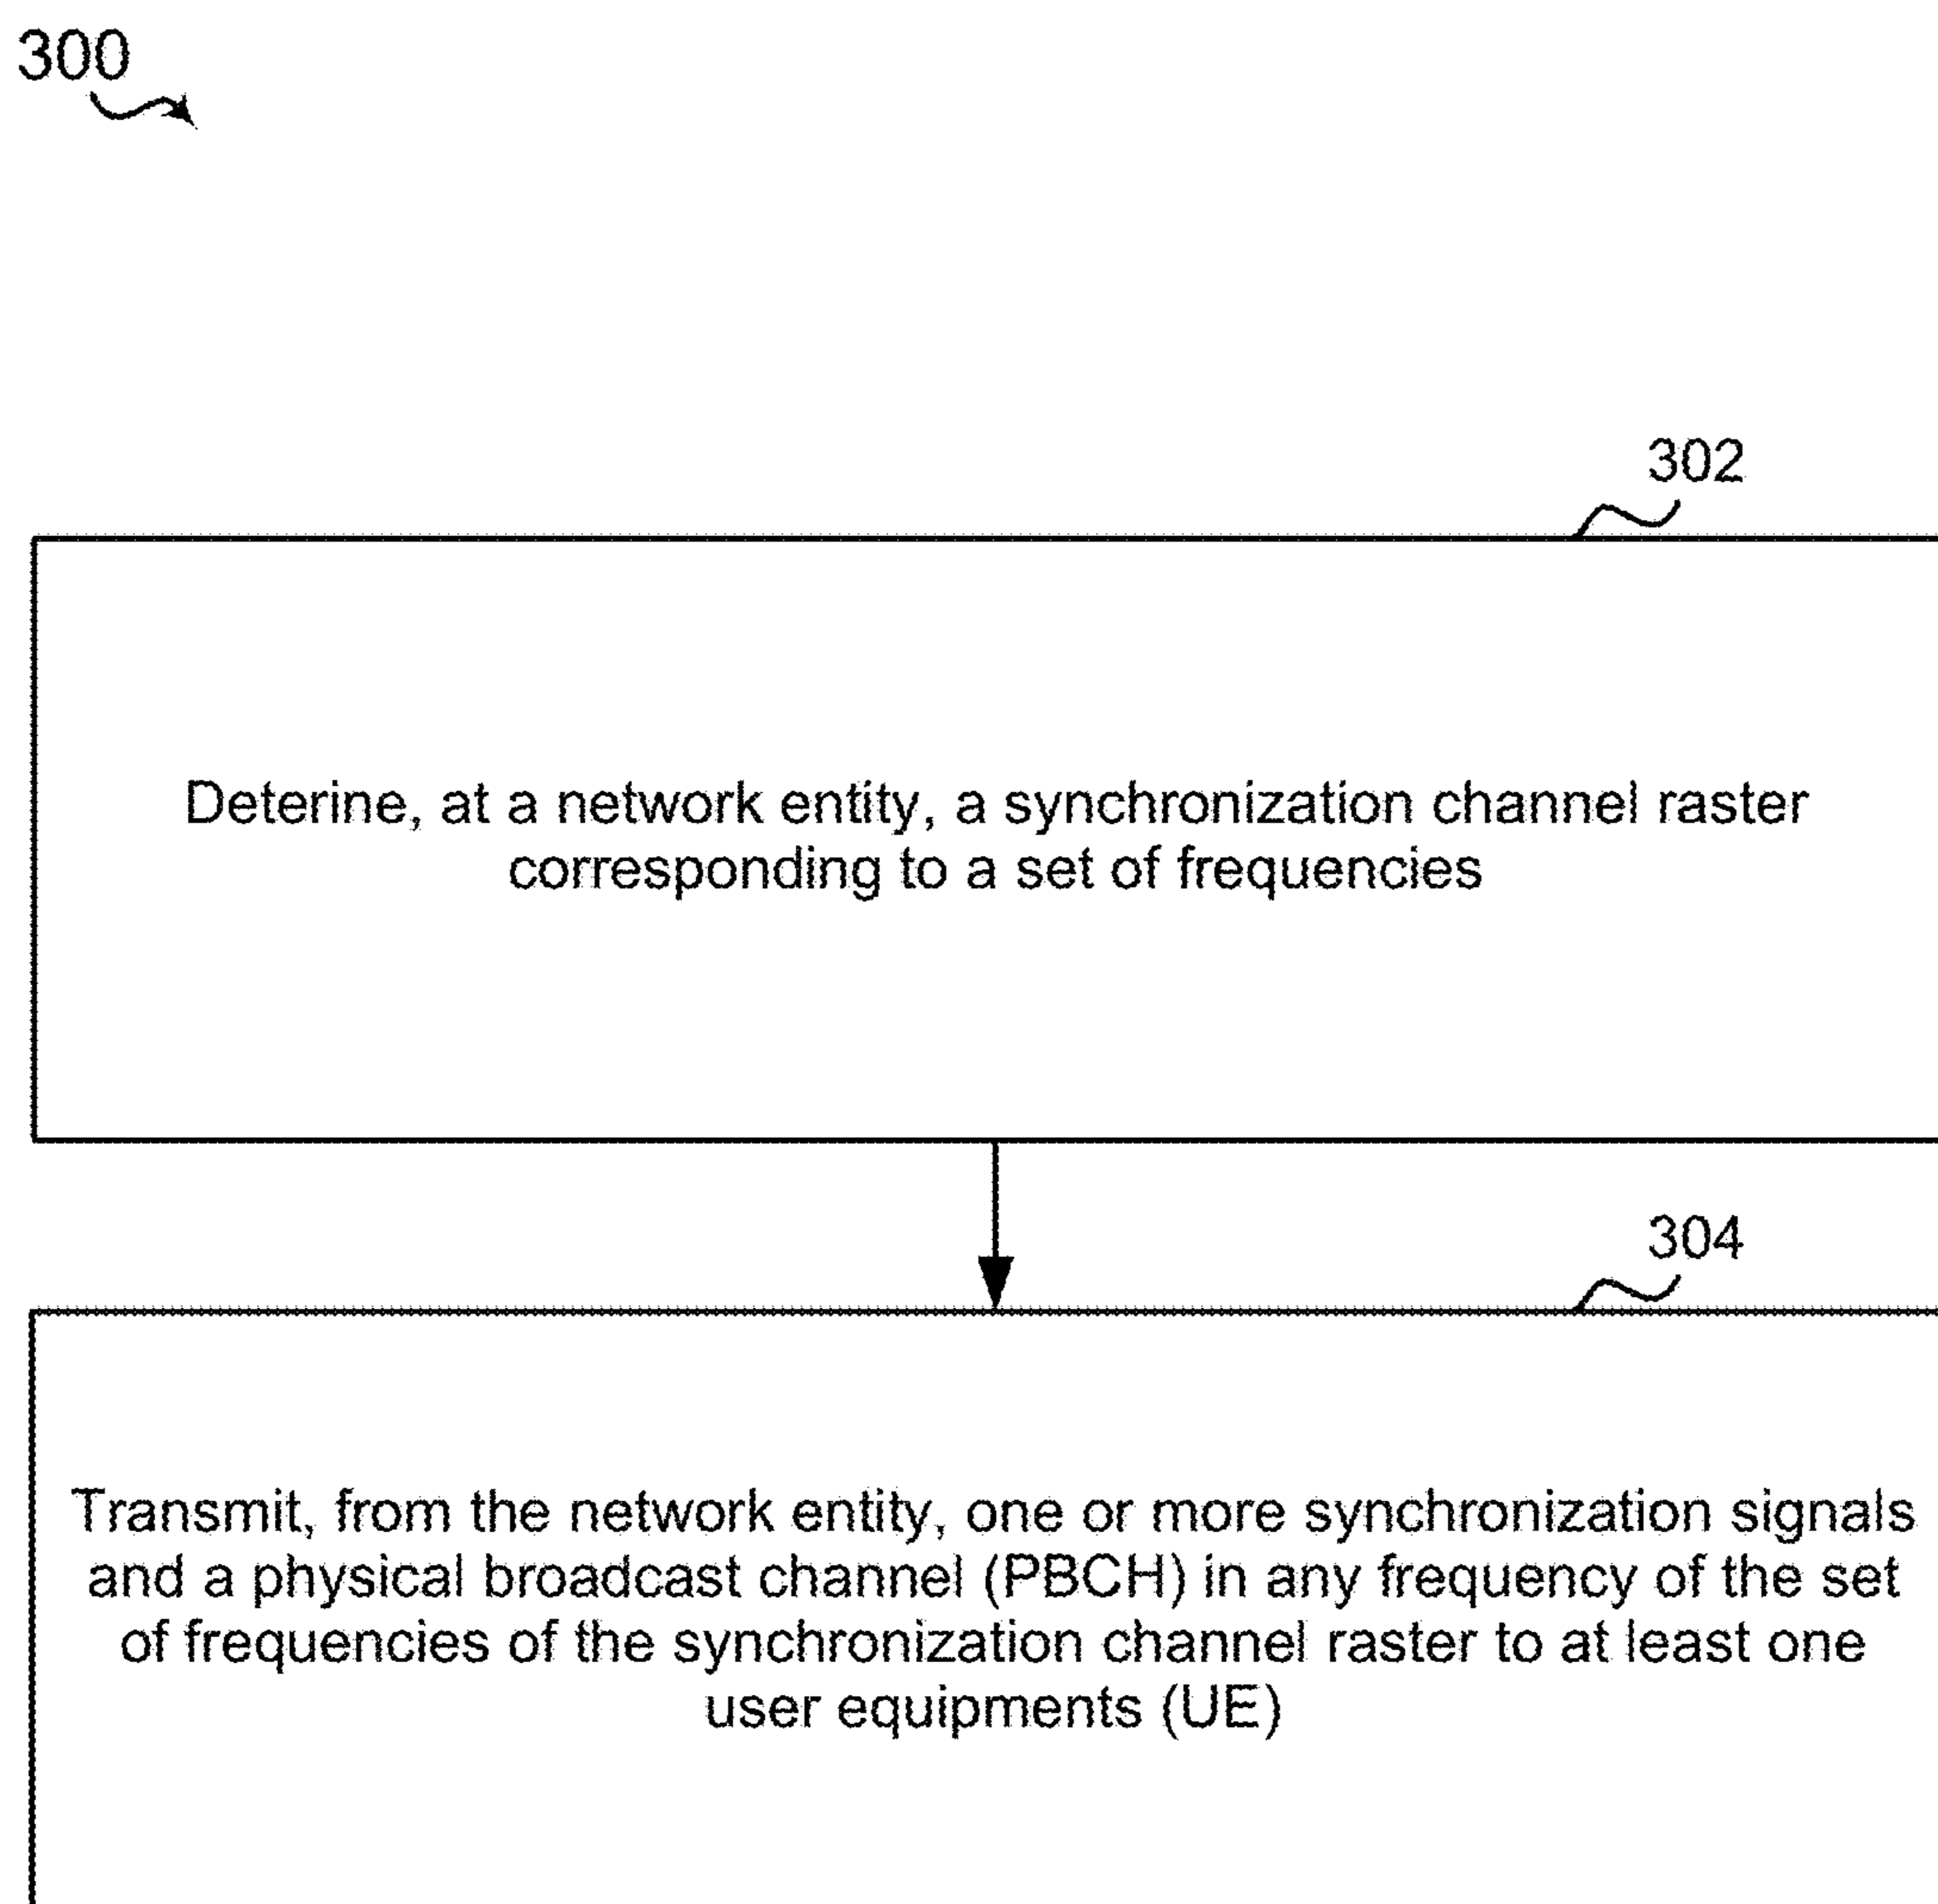 300
302
Deterine, at a network entity, a synchronization channel raster
corresponding to a set of frequencies
304
Transmit, from the network entity, one or more synchronization signals
and a physical broadcast channel (PBCH) in any frequency of the set
of frequencies of the synchronization channel raster to at least one
user equipments (UE)